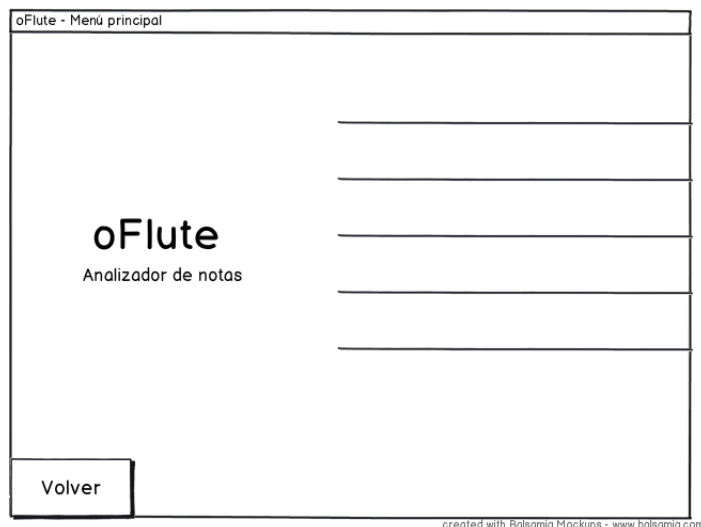 oFlute - Menú principal
oFlute
Analizador de notas
Volver
created with Balsamiq Mockups - www.balsamiq.com